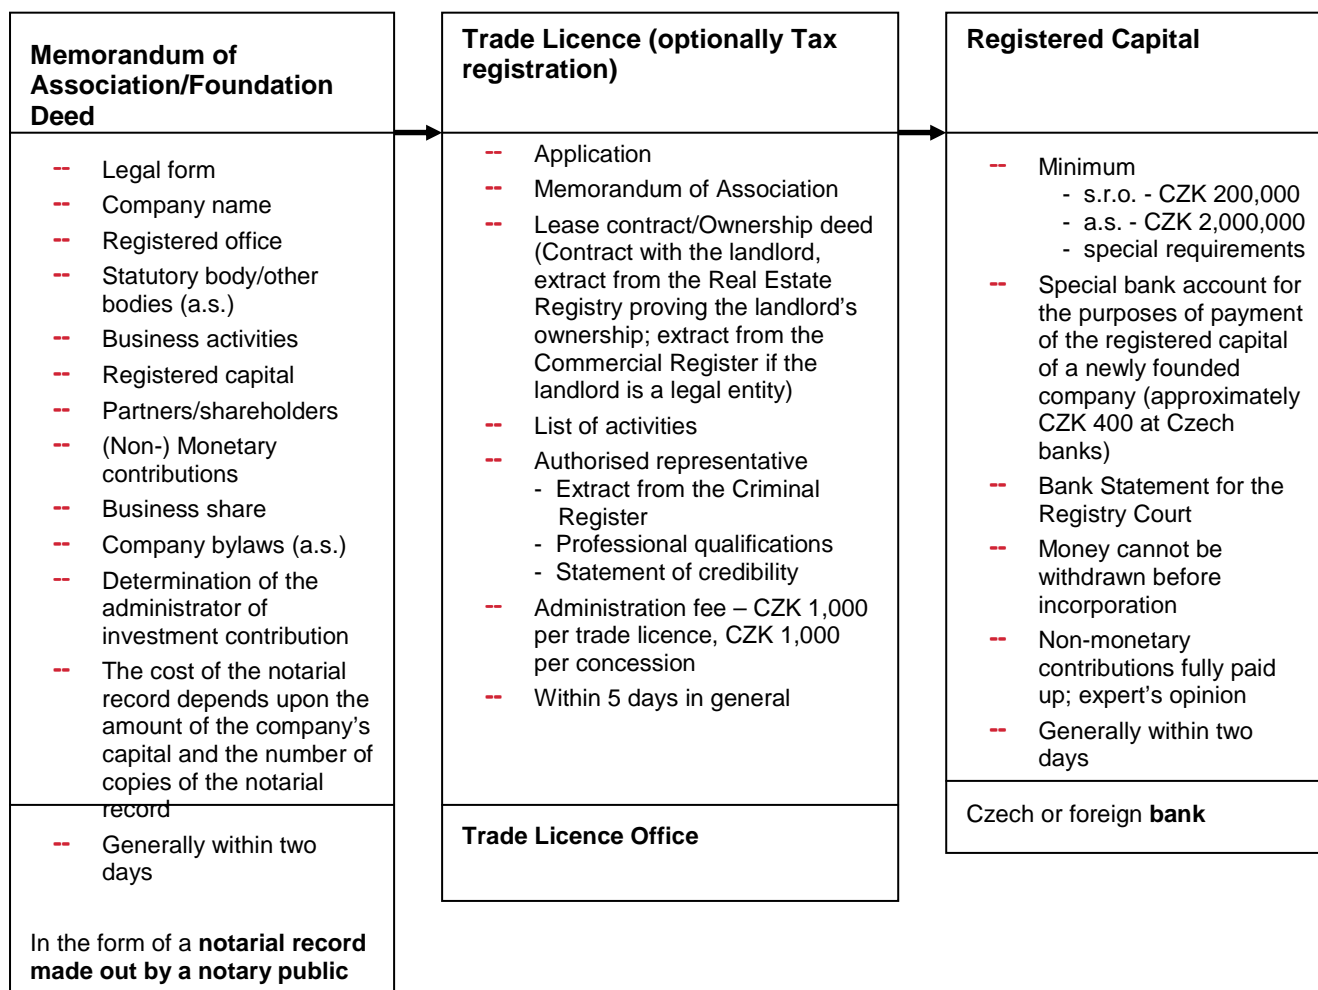 Memorandum of
Association/Foundation
Deed
-- Legal form
-- Company name
-- Registered office
-- Statutory body/other
bodies (a.s.)
-- Business activities
-- Registered capital
-- Partners/shareholders
-- (Non-) Monetary
contributions
-- Business share
-- Company bylaws (a.s.)
-- Determination of the
administrator of
investment contribution
-- The cost of the notarial
record depends upon the
amount of the company's
capital and the number of
copies of the notarial
record
-- Generally within two
days
In the form of a notarial record
made out by a notary public
Trade Licence (optionally Tax
registration)
-- Application
-- Memorandum of Association
-- Lease contract/Ownership deed
(Contract with the landlord,
extract from the Real Estate
Registry proving the landlord's
ownership; extract from the
Commercial Register if the
landlord is a legal entity)
-- List of activities
-- Authorised representative
- Extract from the Criminal
Register
- Professional qualifications
- Statement of credibility
-- Administration fee – CZK 1,000
per trade licence, CZK 1,000
per concession
-- Within 5 days in general
Trade Licence Office
Registered Capital
-- Minimum
- s.r.o. - CZK 200,000
- a.s. - CZK 2,000,000
- special requirements
-- Special bank account for
the purposes of payment
of the registered capital
of a newly founded
company (approximately
CZK 400 at Czech
banks)
-- Bank Statement for the
Registry Court
-- Money cannot be
withdrawn before
incorporation
-- Non-monetary
contributions fully paid
up; expert's opinion
-- Generally within two
days
Czech or foreign bank